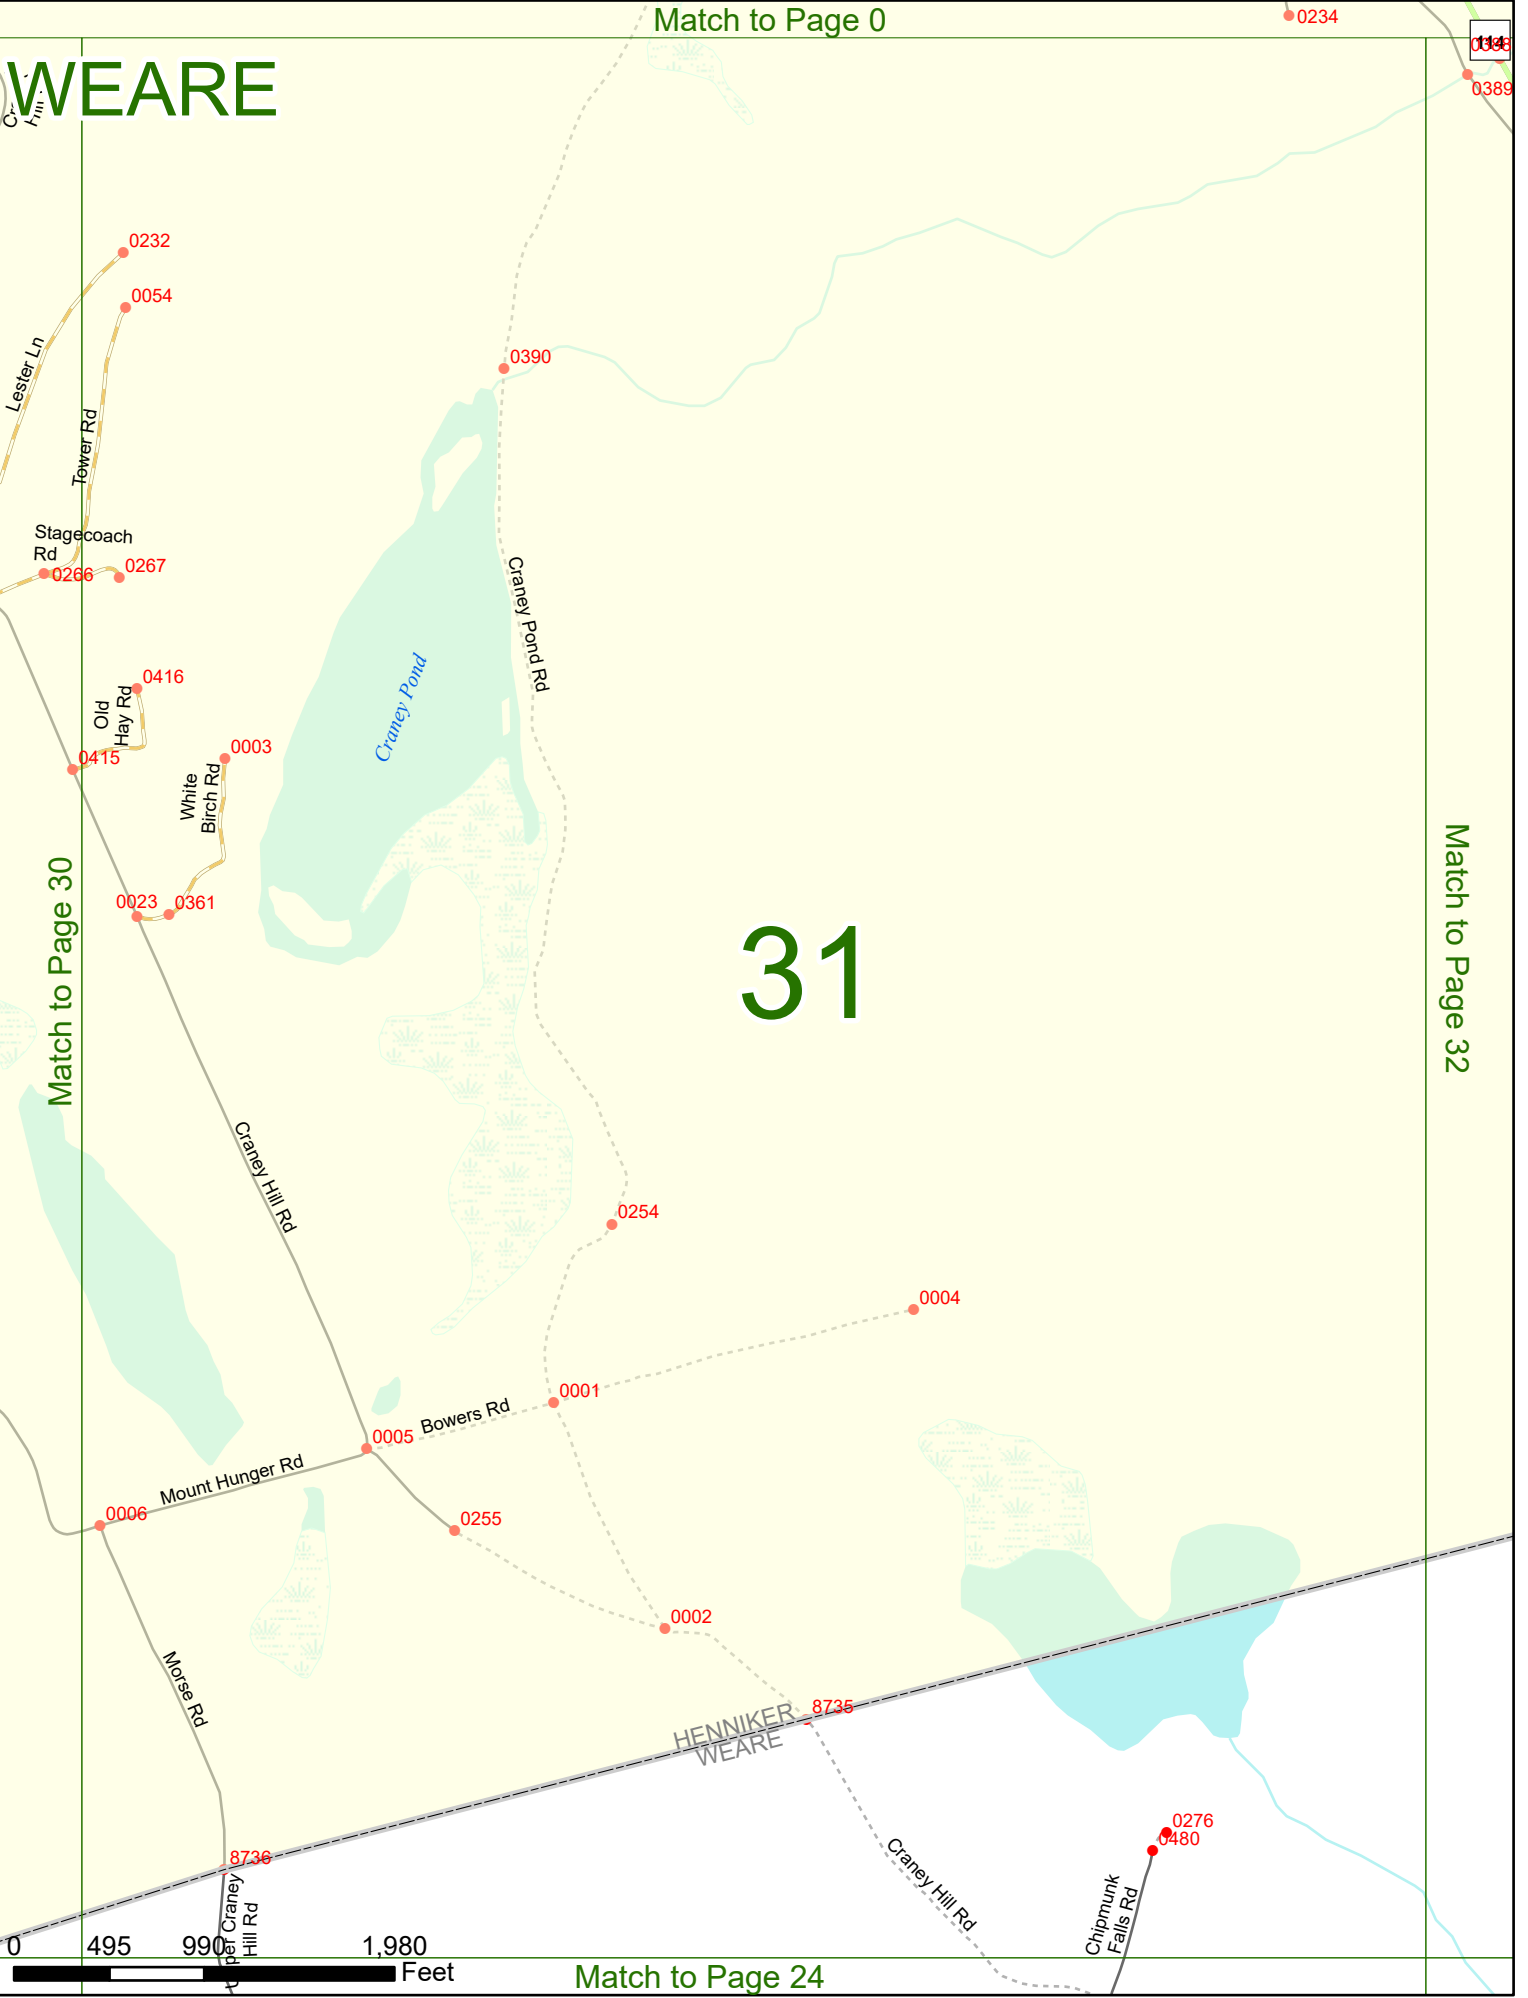 Match to Page 0
0234
114
0389
WEARE
0232
0054
0390
Lester Ln
Tower Rd
Stagecoach
Rd
0266
0267
Craney Pond Rd
Craney Pond
0416
Old
Hay Rd
0415
0003
White
Birch Rd
0023
0361
Match to Page 30
31
Match to Page 32
Craney Hill Rd
0254
0004
0001
Bowers Rd
0005
Mount Hunger Rd
0006
0255
0002
Morse Rd
8735
HENNIKER
WEARE
0276
0480
8736
Craney Hill Rd
Chipmunk
Falls Rd
Upper Craney
Hill Rd
0 495 990 1,980
Feet
Match to Page 24